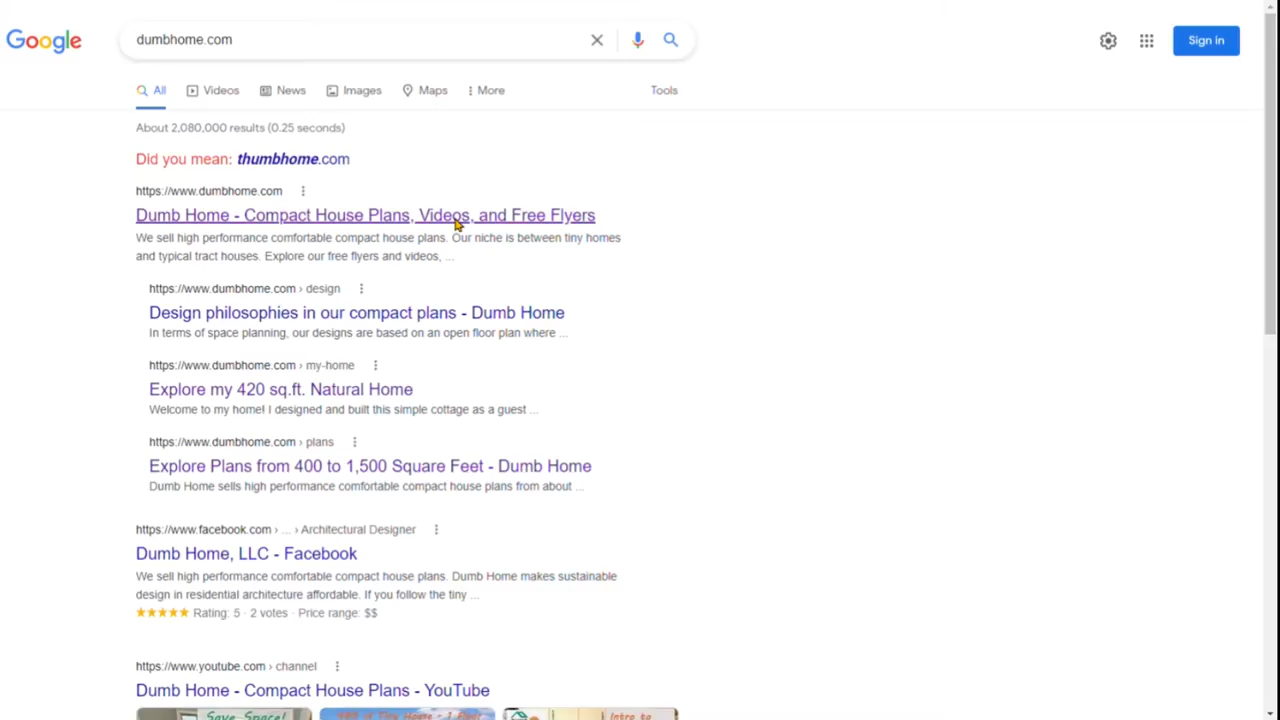 Google
dumbhome.com
Sign in
All Videos News Images Maps More Tools
About 2,080,000 results (0.25 seconds)
Did you mean: thumbhome.com
https://www.dumbhome.com
Dumb Home - Compact House Plans, Videos, and Free Flyers
We sell high performance comfortable compact house plans. Our niche is between tiny homes
and typical tract houses. Explore our free flyers and videos, ...
https://www.dumbhome.com › design
Design philosophies in our compact plans - Dumb Home
In terms of space planning, our designs are based on an open floor plan where ...
https://www.dumbhome.com › my-home
Explore my 420 sq.ft. Natural Home
Welcome to my home! I designed and built this simple cottage as a guest ...
https://www.dumbhome.com › plans
Explore Plans from 400 to 1,500 Square Feet - Dumb Home
Dumb Home sells high performance comfortable compact house plans from about ...
https://www.facebook.com › ... › Architectural Designer
Dumb Home, LLC - Facebook
We sell high performance comfortable compact house plans. Dumb Home makes sustainable
design in residential architecture affordable. If you follow the tiny ...
Rating: 5 · 2 votes · Price range: $$
https://www.youtube.com › channel
Dumb Home - Compact House Plans - YouTube
Save Space!
Tiny Home - 1
Intro to